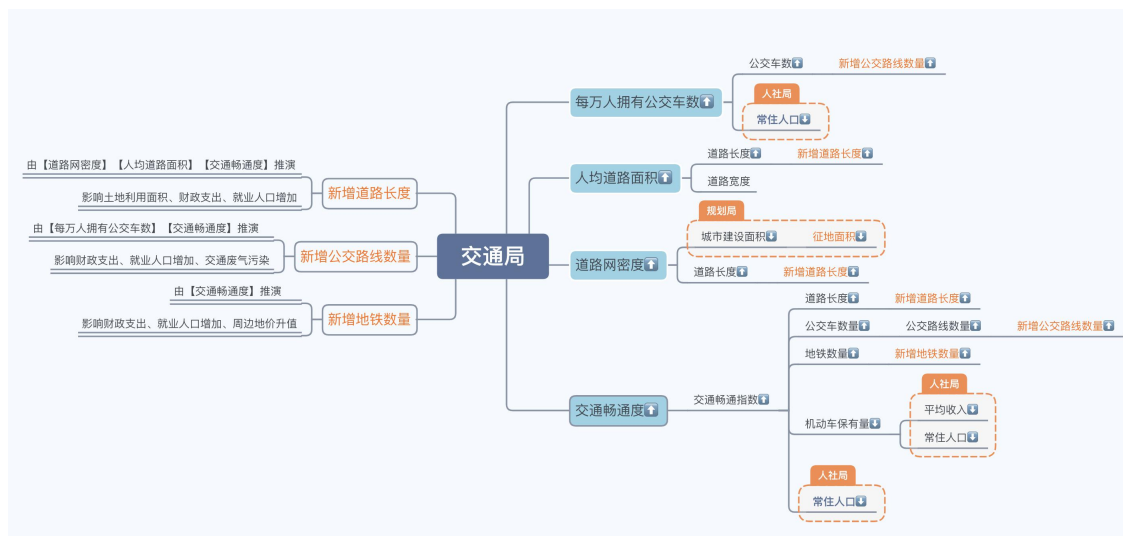 交通局
每万人拥有公交车数⬆
公交车数⬆ 新增公交路线数量⬆
人社局
常住人口⬇
人均道路面积⬆
道路长度⬆ 新增道路长度⬆
道路宽度
道路网密度⬆
规划局
城市建设面积⬇ 征地面积⬇
道路长度⬆ 新增道路长度⬆
交通畅通度⬆
交通畅通指数⬆
道路长度⬆ 新增道路长度⬆
公交车数量⬆ 公交路线数量⬆ 新增公交路线数量⬆
地铁数量⬆ 新增地铁数量⬆
机动车保有量⬇
人社局
平均收入⬇
常住人口⬇
人社局
常住人口⬇
新增道路长度
由【道路网密度】【人均道路面积】【交通畅通度】推演
影响土地利用面积、财政支出、就业人口增加
新增公交路线数量
由【每万人拥有公交车数】【交通畅通度】推演
影响财政支出、就业人口增加、交通废气污染
新增地铁数量
由【交通畅通度】推演
影响财政支出、就业人口增加、周边地价升值